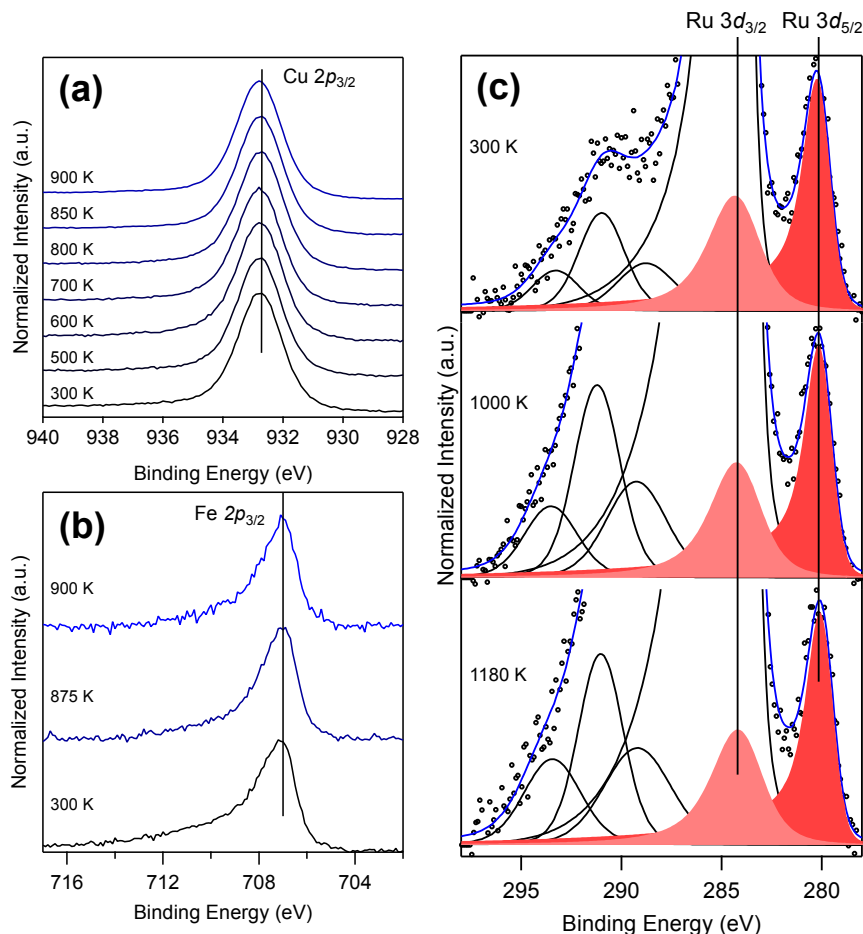 (a)
Cu 2p3/2
900 K
850 K
800 K
700 K
600 K
500 K
300 K
Normalized Intensity (a.u.)
940 938 936 934 932 930 928
Binding Energy (eV)
(b)
Fe 2p3/2
900 K
875 K
300 K
Normalized Intensity (a.u.)
716 712 708 704
Binding Energy (eV)
Ru 3d3/2 Ru 3d5/2
(c)
300 K
1000 K
1180 K
Normalized Intensity (a.u.)
295 290 285 280
Binding Energy (eV)